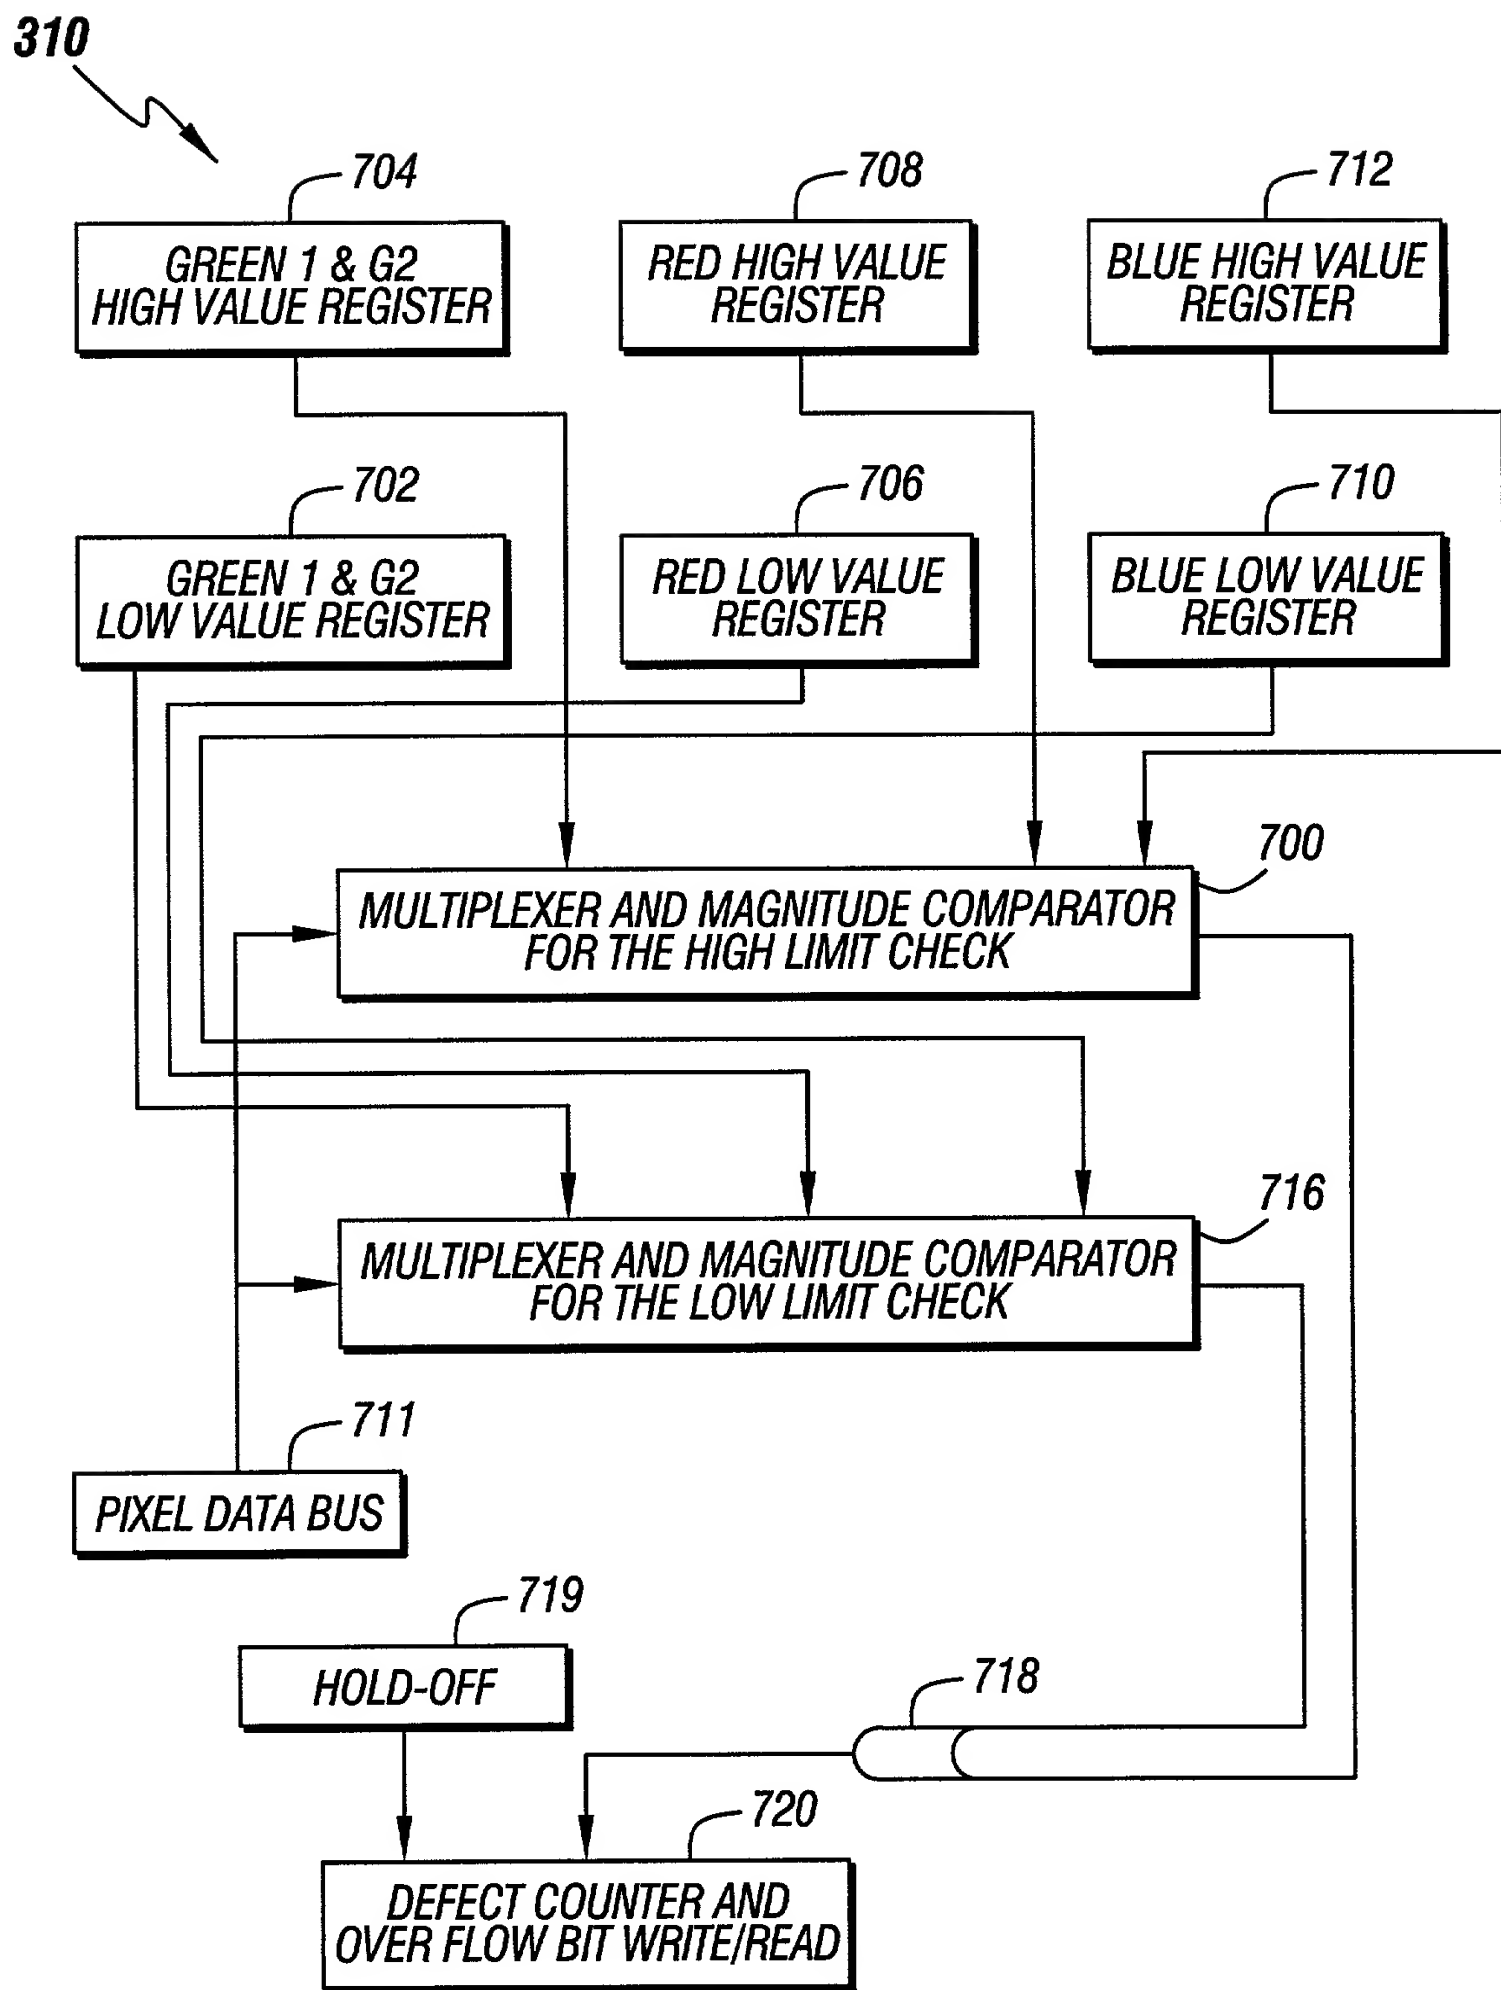 310
704
708
712
GREEN 1 & G2
HIGH VALUE REGISTER
RED HIGH VALUE
REGISTER
BLUE HIGH VALUE
REGISTER
702
706
710
GREEN 1 & G2
LOW VALUE REGISTER
RED LOW VALUE
REGISTER
BLUE LOW VALUE
REGISTER
700
MULTIPLEXER AND MAGNITUDE COMPARATOR
FOR THE HIGH LIMIT CHECK
716
MULTIPLEXER AND MAGNITUDE COMPARATOR
FOR THE LOW LIMIT CHECK
711
PIXEL DATA BUS
719
HOLD-OFF
718
720
DEFECT COUNTER AND
OVER FLOW BIT WRITE/READ